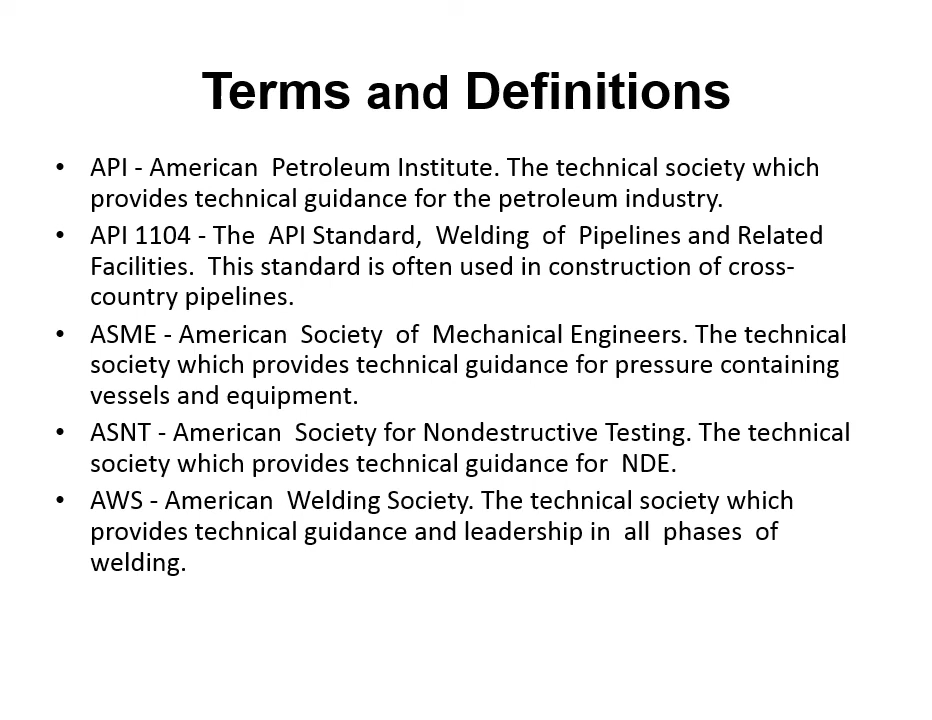 Terms and Definitions
• API - American  Petroleum Institute. The technical society which
provides technical guidance for the petroleum industry.
• API 1104 - The  API Standard,  Welding  of  Pipelines and Related
Facilities.  This standard is often used in construction of cross-
country pipelines.
• ASME - American  Society  of  Mechanical Engineers. The technical
society which provides technical guidance for pressure containing
vessels and equipment.
• ASNT - American  Society for Nondestructive Testing. The technical
society which provides technical guidance for  NDE.
• AWS - American  Welding Society. The technical society which
provides technical guidance and leadership in  all  phases  of
welding.